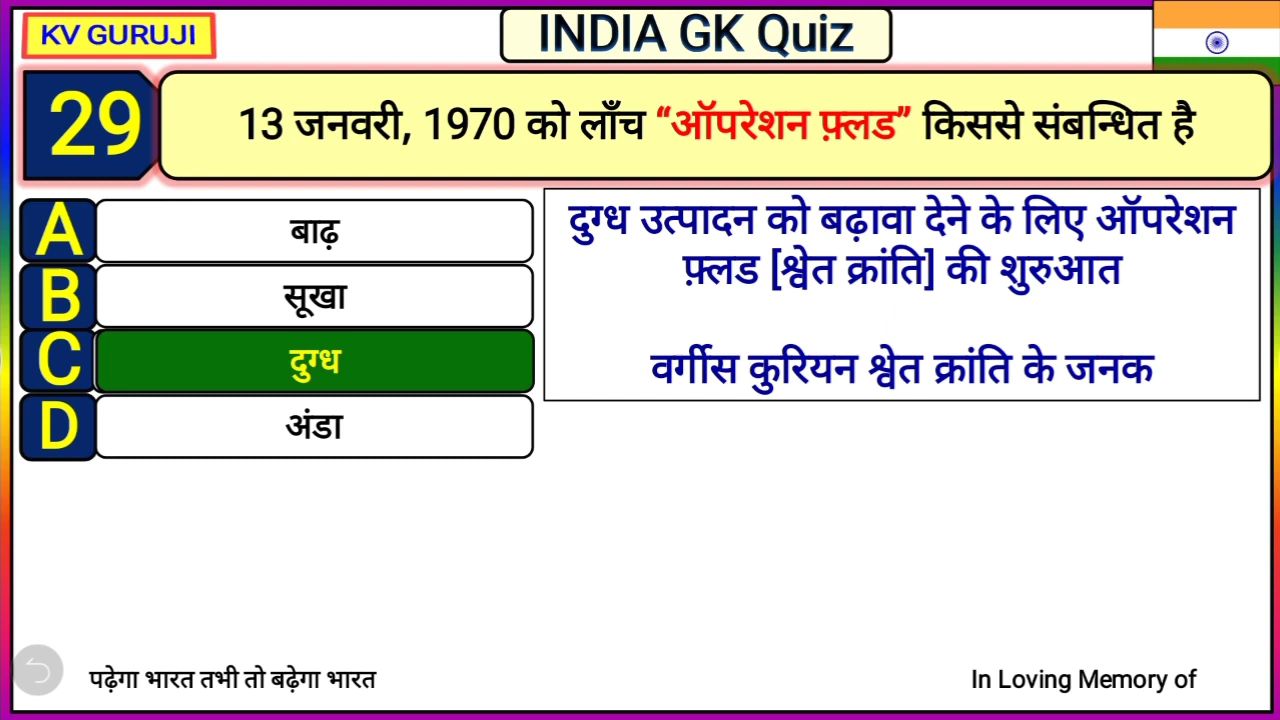 KV GURUJI
INDIA GK Quiz
29
13 जनवरी, 1970 को लाँच “ऑपरेशन फ़्लड” किससे संबन्धित है
A
बाढ़
B
सूखा
C
दुग्ध
D
अंडा
दुग्ध उत्पादन को बढ़ावा देने के लिए ऑपरेशन
फ़्लड [श्वेत क्रांति] की शुरुआत
वर्गीस कुरियन श्वेत क्रांति के जनक
पढ़ेगा भारत तभी तो बढ़ेगा भारत
In Loving Memory of